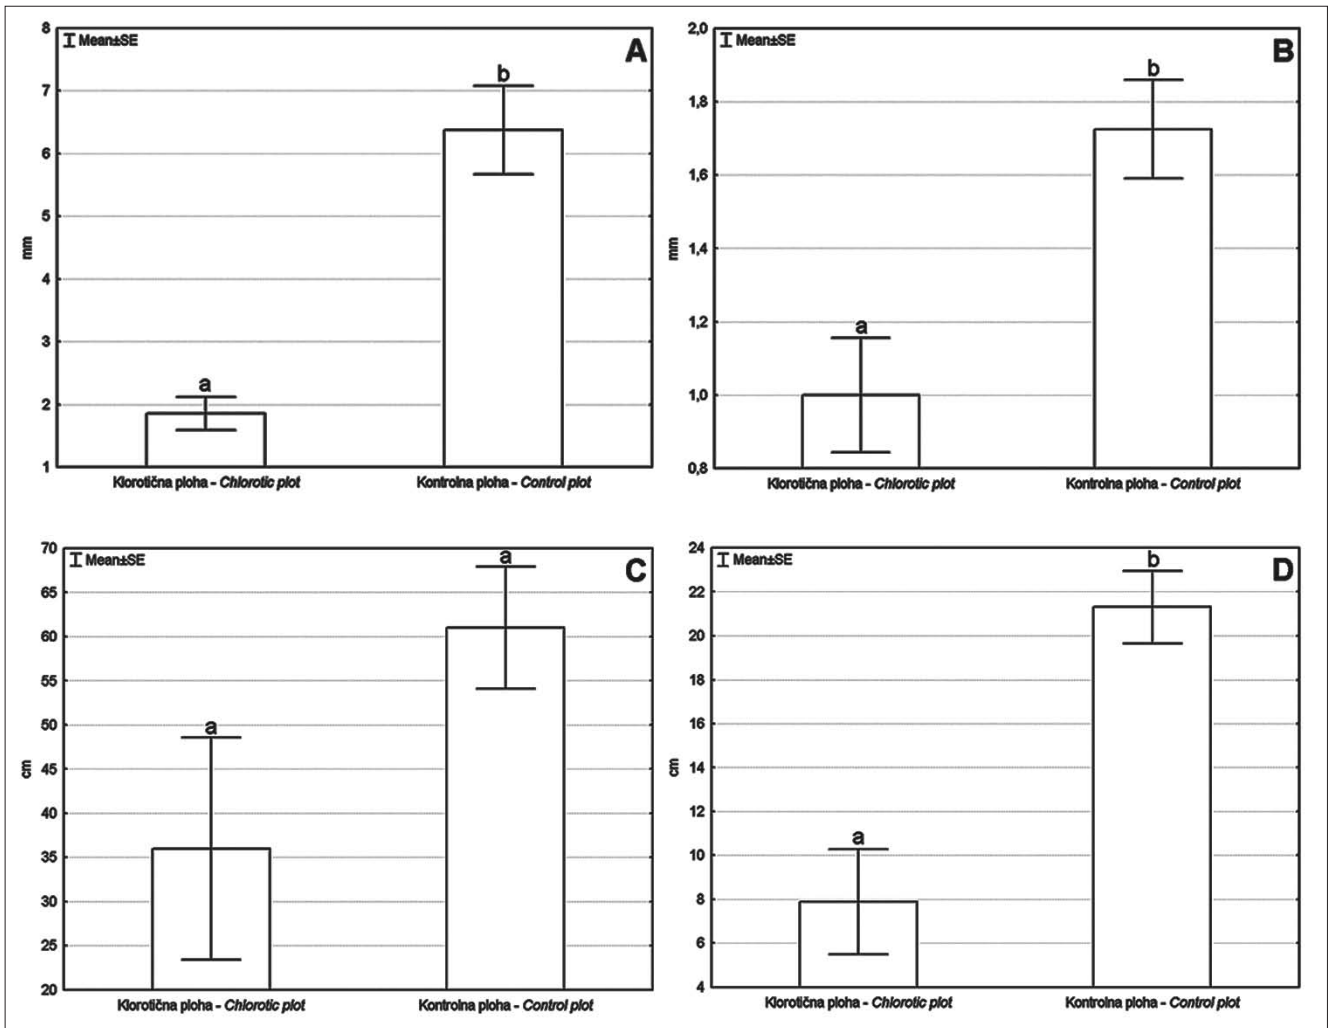 Mean±SE
A
8
7
6
5
4
3
2
1
mm
b
a
Klorotična ploha - Chlorotic plot
Kontrolna ploha - Control plot
Mean±SE
B
2,0
1,8
1,6
1,4
1,2
1,0
0,8
mm
b
a
Klorotična ploha - Chlorotic plot
Kontrolna ploha - Control plot
Mean±SE
C
70
65
60
55
50
45
40
35
30
25
20
cm
a
a
Klorotična ploha - Chlorotic plot
Kontrolna ploha - Control plot
Mean±SE
D
24
22
20
18
16
14
12
10
8
6
4
cm
b
a
Klorotična ploha - Chlorotic plot
Kontrolna ploha - Control plot